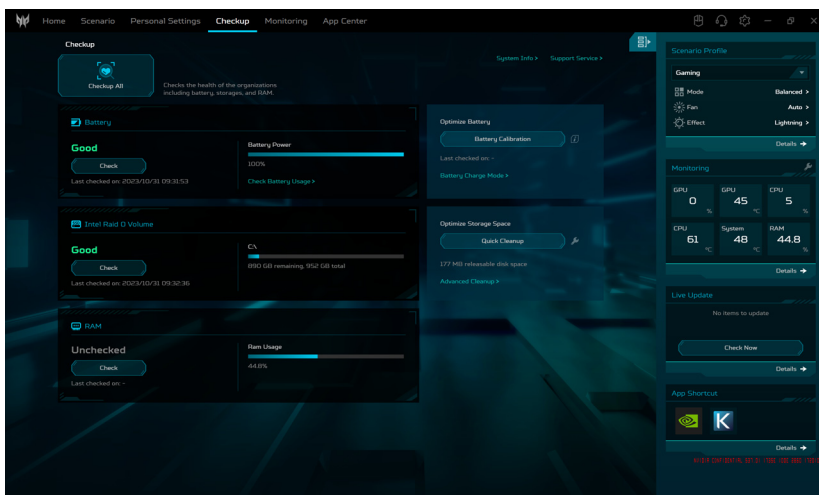 Home Scenario Personal Settings Checkup Monitoring App Center
Checkup
System Info > Support Service >
Checkup All
Checks the health of the organizations
including battery, storages, and RAM.
Battery
Good
Check
Last checked on: 2023/10/31 09:31:53
Battery Power
100%
Check Battery Usage >
Optimize Battery
Battery Calibration
Last checked on: -
Battery Charge Mode >
Intel Raid 0 Volume
Good
Check
Last checked on: 2023/10/31 09:32:36
C:\
890 GB remaining, 952 GB total
Optimize Storage Space
Quick Cleanup
177 MB releasable disk space
Advanced Cleanup >
RAM
Unchecked
Check
Last checked on: -
Ram Usage
44.8%
Scenario Profile
Gaming
Mode Balanced >
Fan Auto >
Effect Lightning >
Details
Monitoring
GPU 0 %
GPU 45 °C
CPU 5 %
CPU 61 °C
System 48 °C
RAM 44.8 %
Details
Live Update
No items to update
Check Now
Details
App Shortcut
K
Details